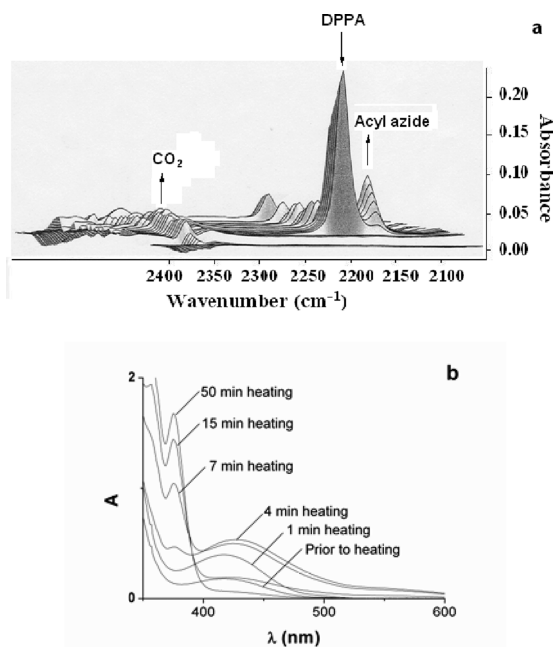 DPPA
a
0.20
Acyl azide
0.15
CO2
0.10
0.05
0.00
Absorbance
2400 2350 2300 2250 2200 2150 2100
Wavenumber (cm⁻¹)
b
2
50 min heating
15 min heating
7 min heating
A
4 min heating
1 min heating
Prior to heating
400 500 600
λ (nm)